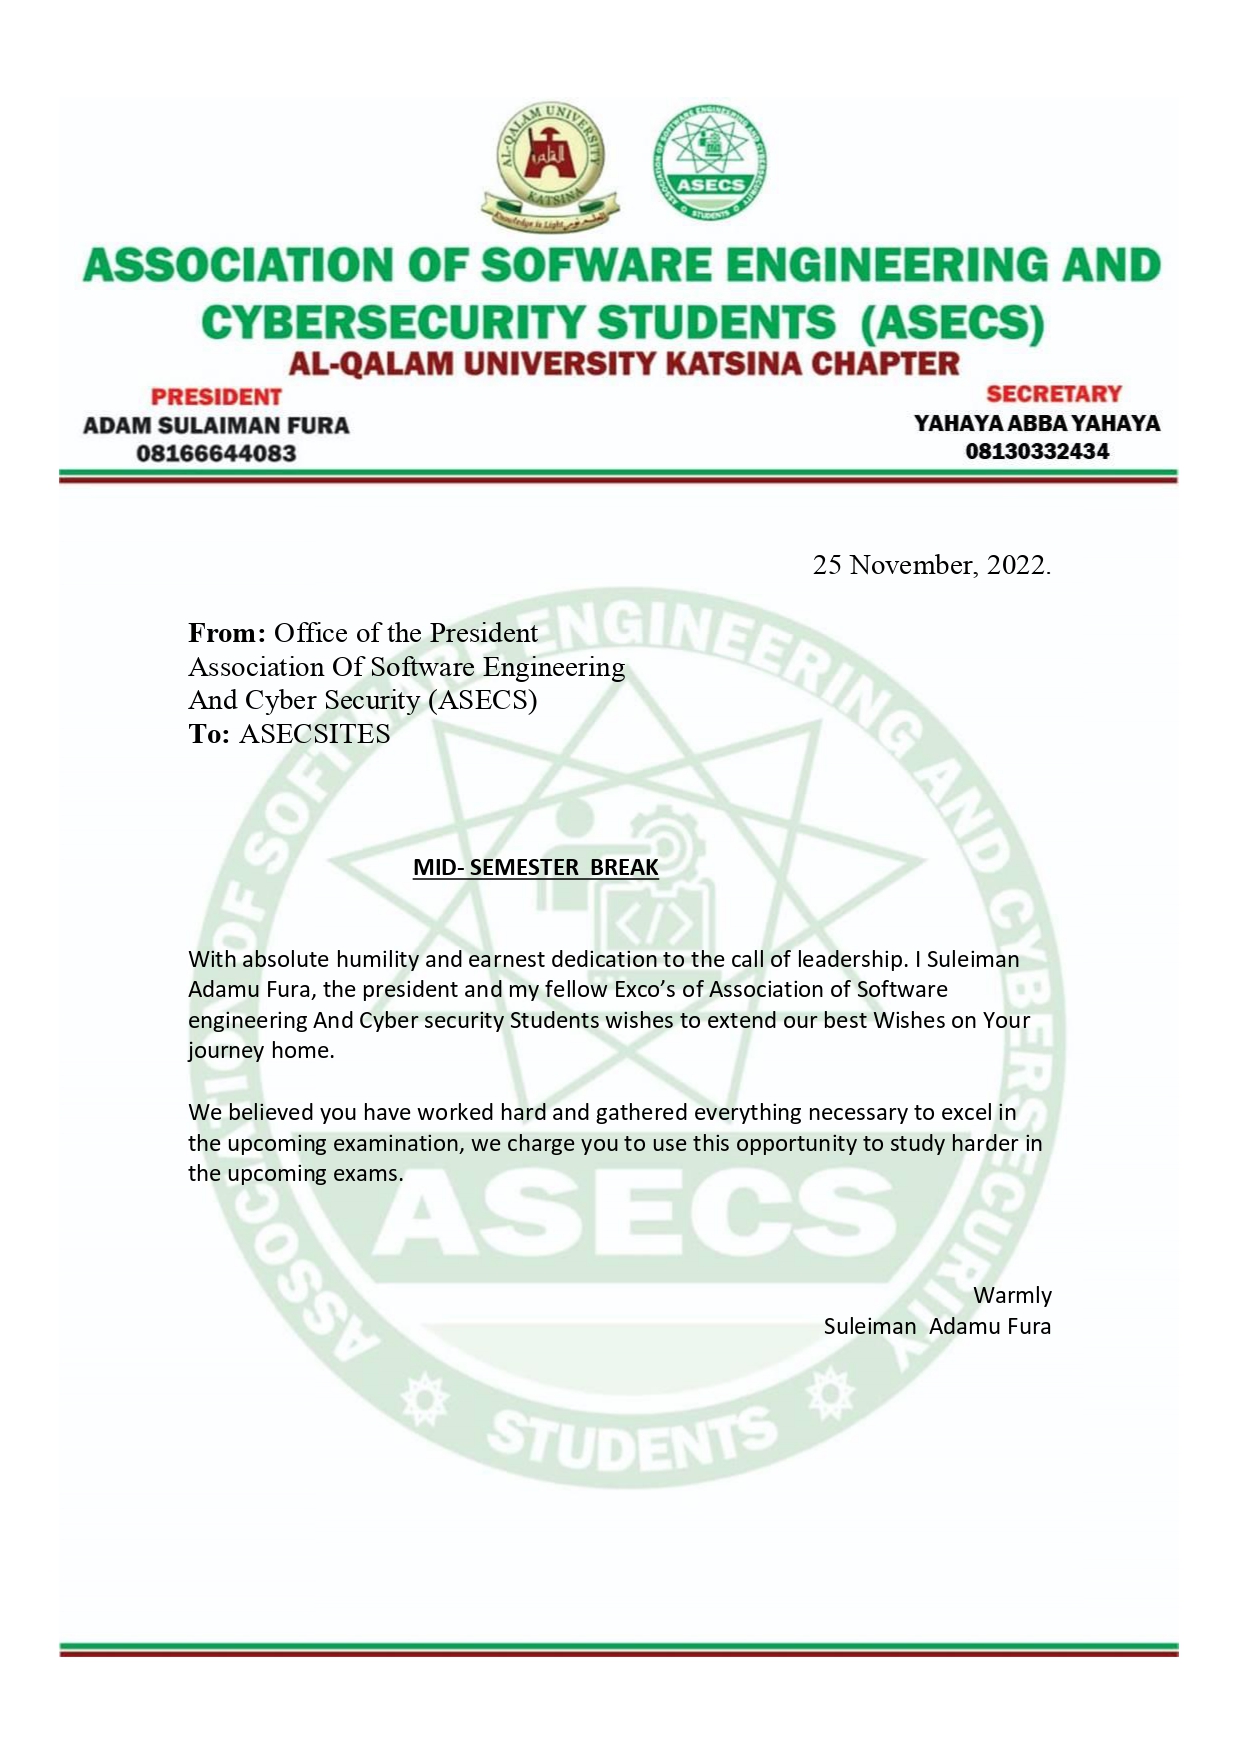 AL-QALAM UNIVERSITY
KATSINA
Knowledge is Light
ASSOCIATION OF SOFTWARE ENGINEERING AND CYBERSECURITY
ASECS
STUDENTS
ASSOCIATION OF SOFWARE ENGINEERING AND
CYBERSECURITY STUDENTS (ASECS)
AL-QALAM UNIVERSITY KATSINA CHAPTER
PRESIDENT
ADAM SULAIMAN FURA
08166644083
SECRETARY
YAHAYA ABBA YAHAYA
08130332434
25 November, 2022.
From: Office of the President
Association Of Software Engineering
And Cyber Security (ASECS)
To: ASECSITES
MID- SEMESTER BREAK
With absolute humility and earnest dedication to the call of leadership. I Suleiman
Adamu Fura, the president and my fellow Exco’s of Association of Software
engineering And Cyber security Students wishes to extend our best Wishes on Your
journey home.
We believed you have worked hard and gathered everything necessary to excel in
the upcoming examination, we charge you to use this opportunity to study harder in
the upcoming exams.
Warmly
Suleiman Adamu Fura
ASSOCIATION OF SOFTWARE ENGINEERING AND CYBERSECURITY
</>
ASECS
STUDENTS